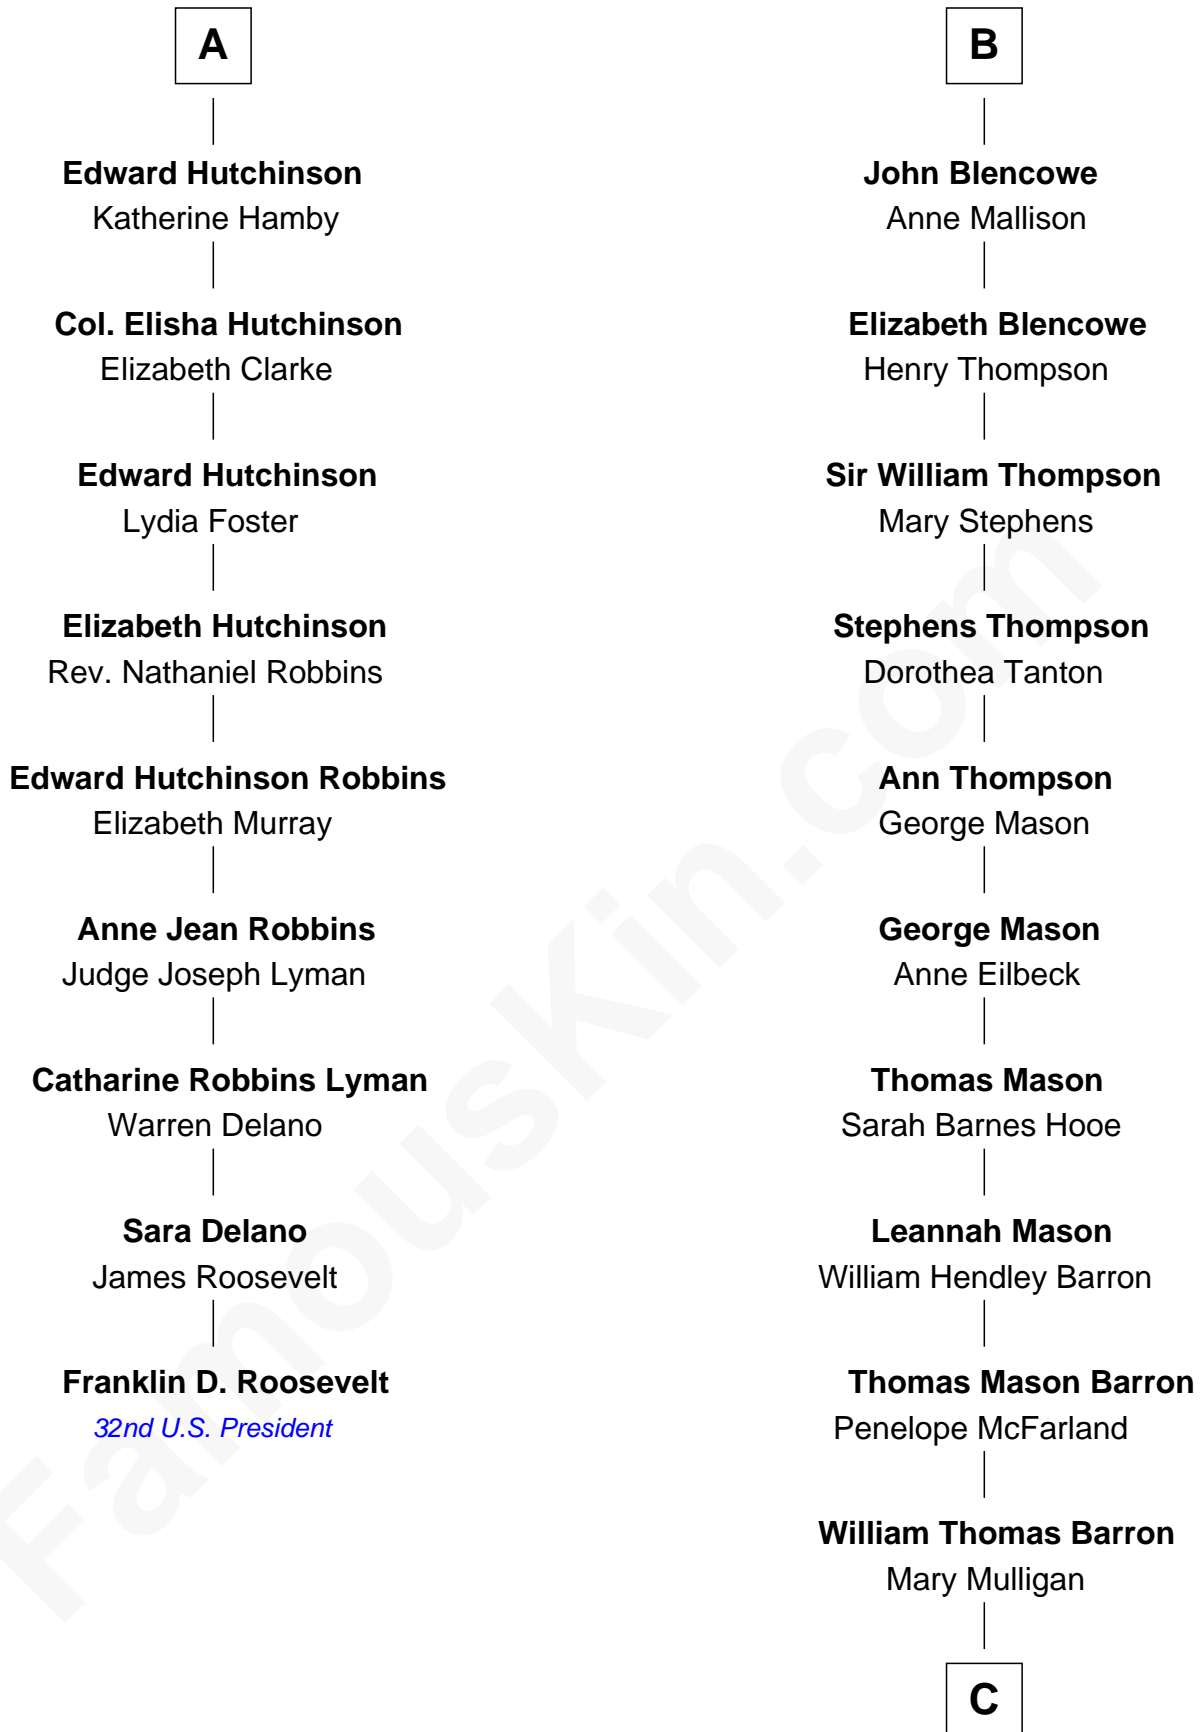 A
Edward Hutchinson
Katherine Hamby
Col. Elisha Hutchinson
Elizabeth Clarke
Edward Hutchinson
Lydia Foster
Elizabeth Hutchinson
Rev. Nathaniel Robbins
Edward Hutchinson Robbins
Elizabeth Murray
Anne Jean Robbins
Judge Joseph Lyman
Catharine Robbins Lyman
Warren Delano
Sara Delano
James Roosevelt
Franklin D. Roosevelt
32nd U.S. President
B
John Blencowe
Anne Mallison
Elizabeth Blencowe
Henry Thompson
Sir William Thompson
Mary Stephens
Stephens Thompson
Dorothea Tanton
Ann Thompson
George Mason
George Mason
Anne Eilbeck
Thomas Mason
Sarah Barnes Hooe
Leannah Mason
William Hendley Barron
Thomas Mason Barron
Penelope McFarland
William Thomas Barron
Mary Mulligan
C
FamousKin.com